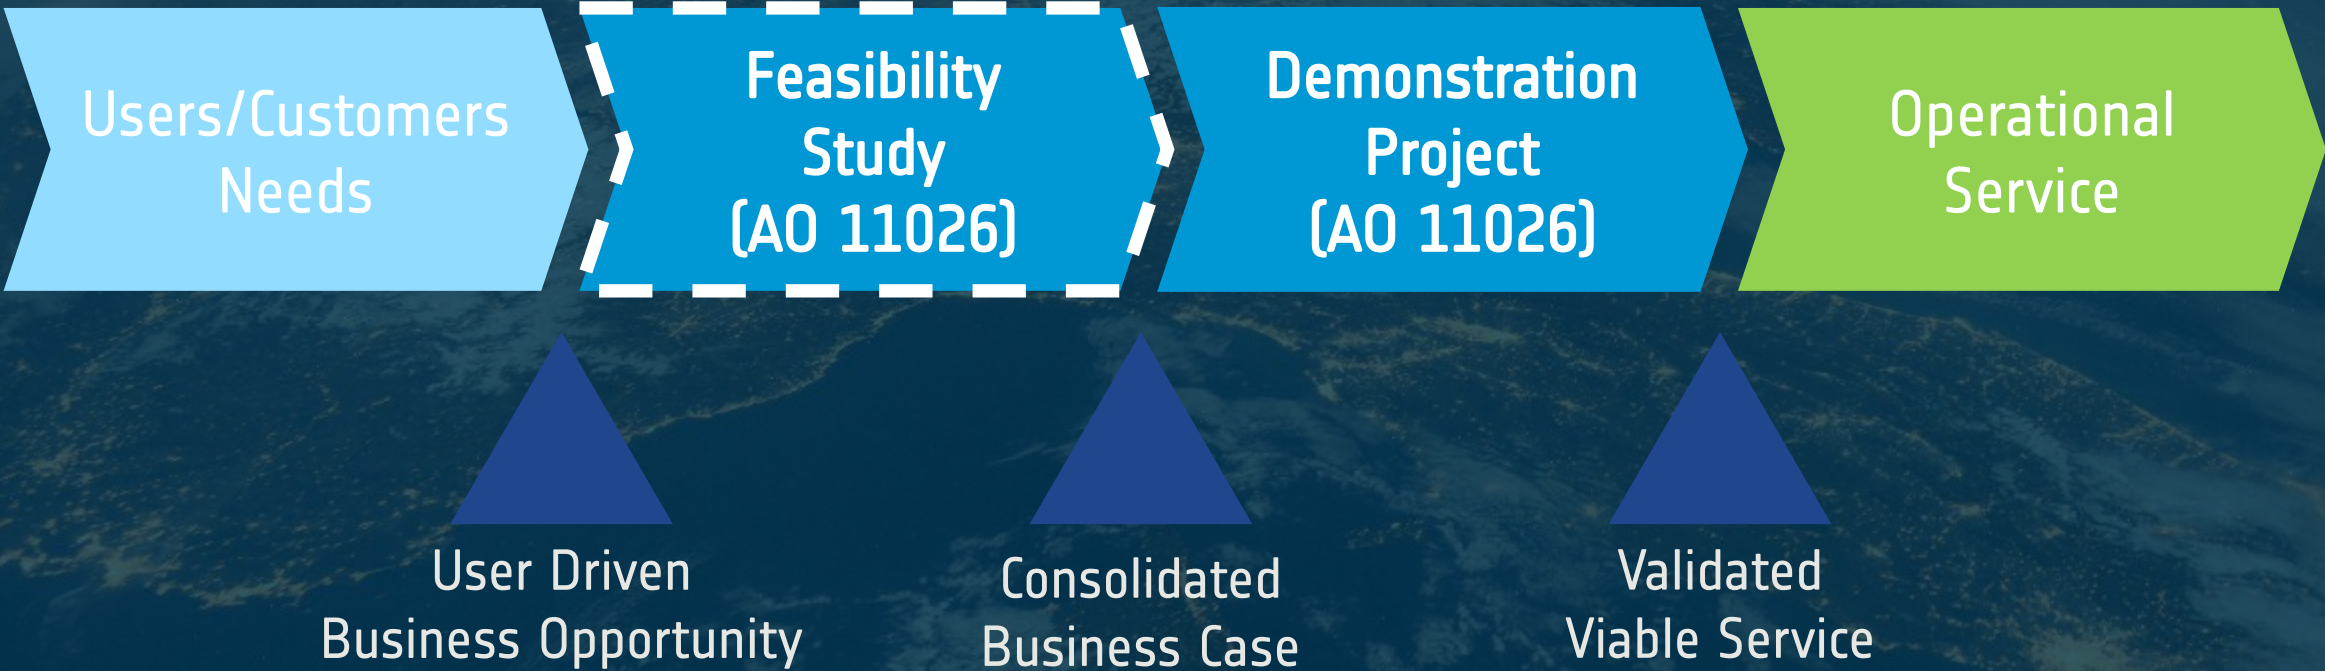 Users/Customers
Needs
Feasibility
Study
(AO 11026)
Demonstration
Project
(AO 11026)
Operational
Service
User Driven
Business Opportunity
Consolidated
Business Case
Validated
Viable Service